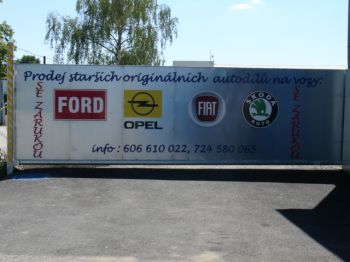 Prodej starších originálních autodílů na vozy:
SE ZÁRUKOU
FORD
OPEL
FIAT
ŠKODA
AUTO
SE ZÁRUKOU
info : 606 610 022, 724 580 065